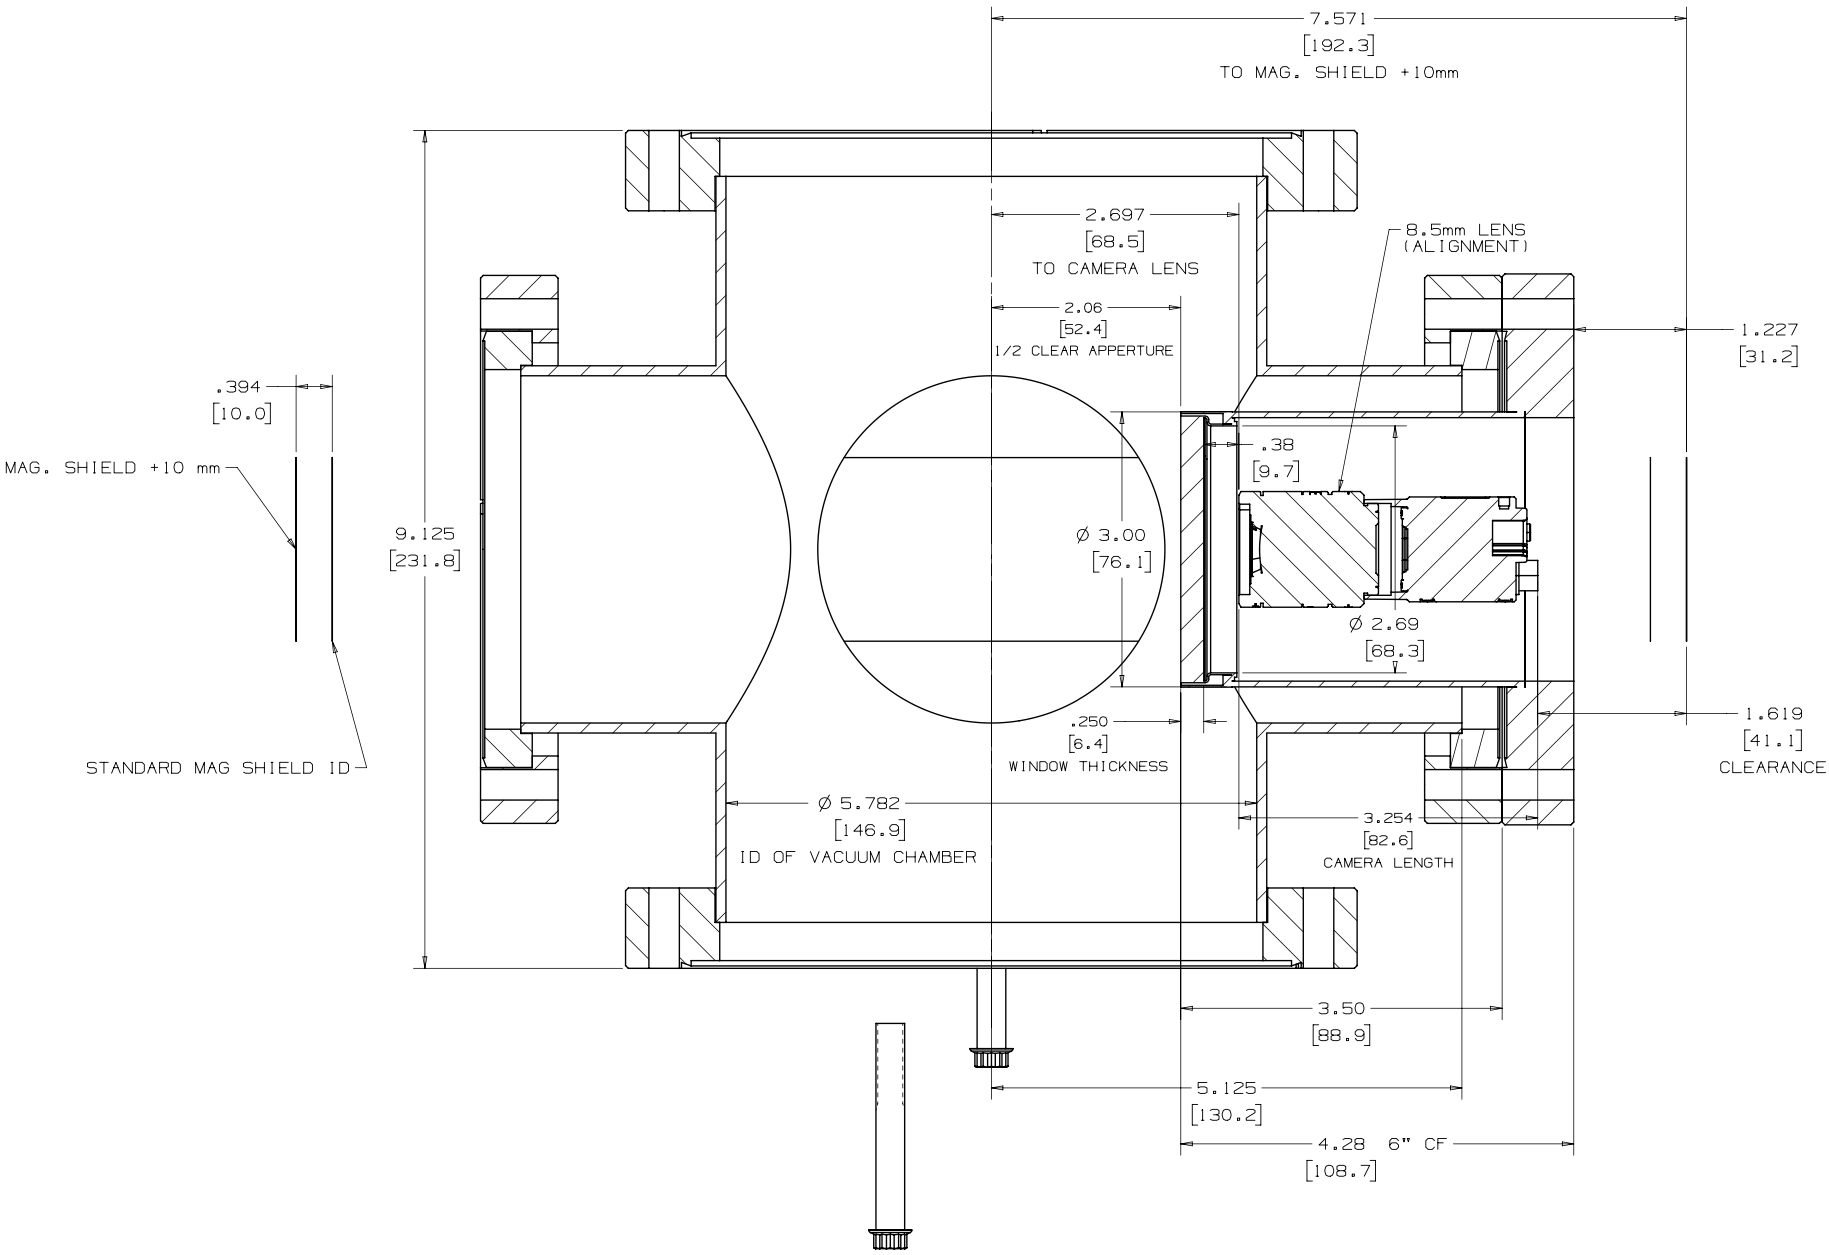 7.571
[192.3]
TO MAG. SHIELD +10mm
2.697
[68.5]
TO CAMERA LENS
8.5mm LENS
(ALIGNMENT)
2.06
[52.4]
1/2 CLEAR APPERTURE
1.227
[31.2]
.394
[10.0]
MAG. SHIELD +10 mm
.38
[9.7]
9.125
[231.8]
Ø 3.00
[76.1]
Ø 2.69
[68.3]
.250
[6.4]
WINDOW THICKNESS
1.619
[41.1]
CLEARANCE
STANDARD MAG SHIELD ID
Ø 5.782
[146.9]
ID OF VACUUM CHAMBER
3.254
[82.6]
CAMERA LENGTH
3.50
[88.9]
5.125
[130.2]
4.28 6" CF
[108.7]